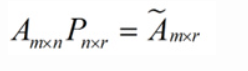 A_{m×n} P_{n×r} = Ã_{m×r}